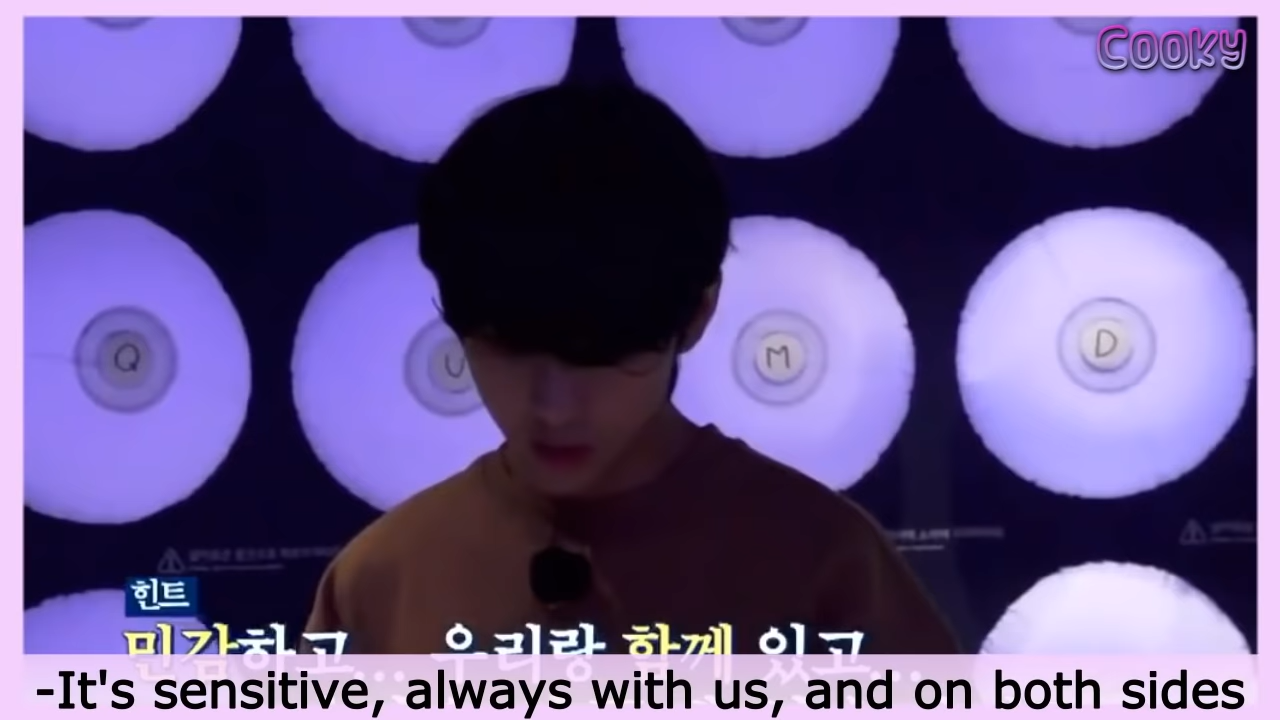 Cooky
Q
U
M
D
힌트
민감하고... 우리랑 함께 있고...
-It's sensitive, always with us, and on both sides